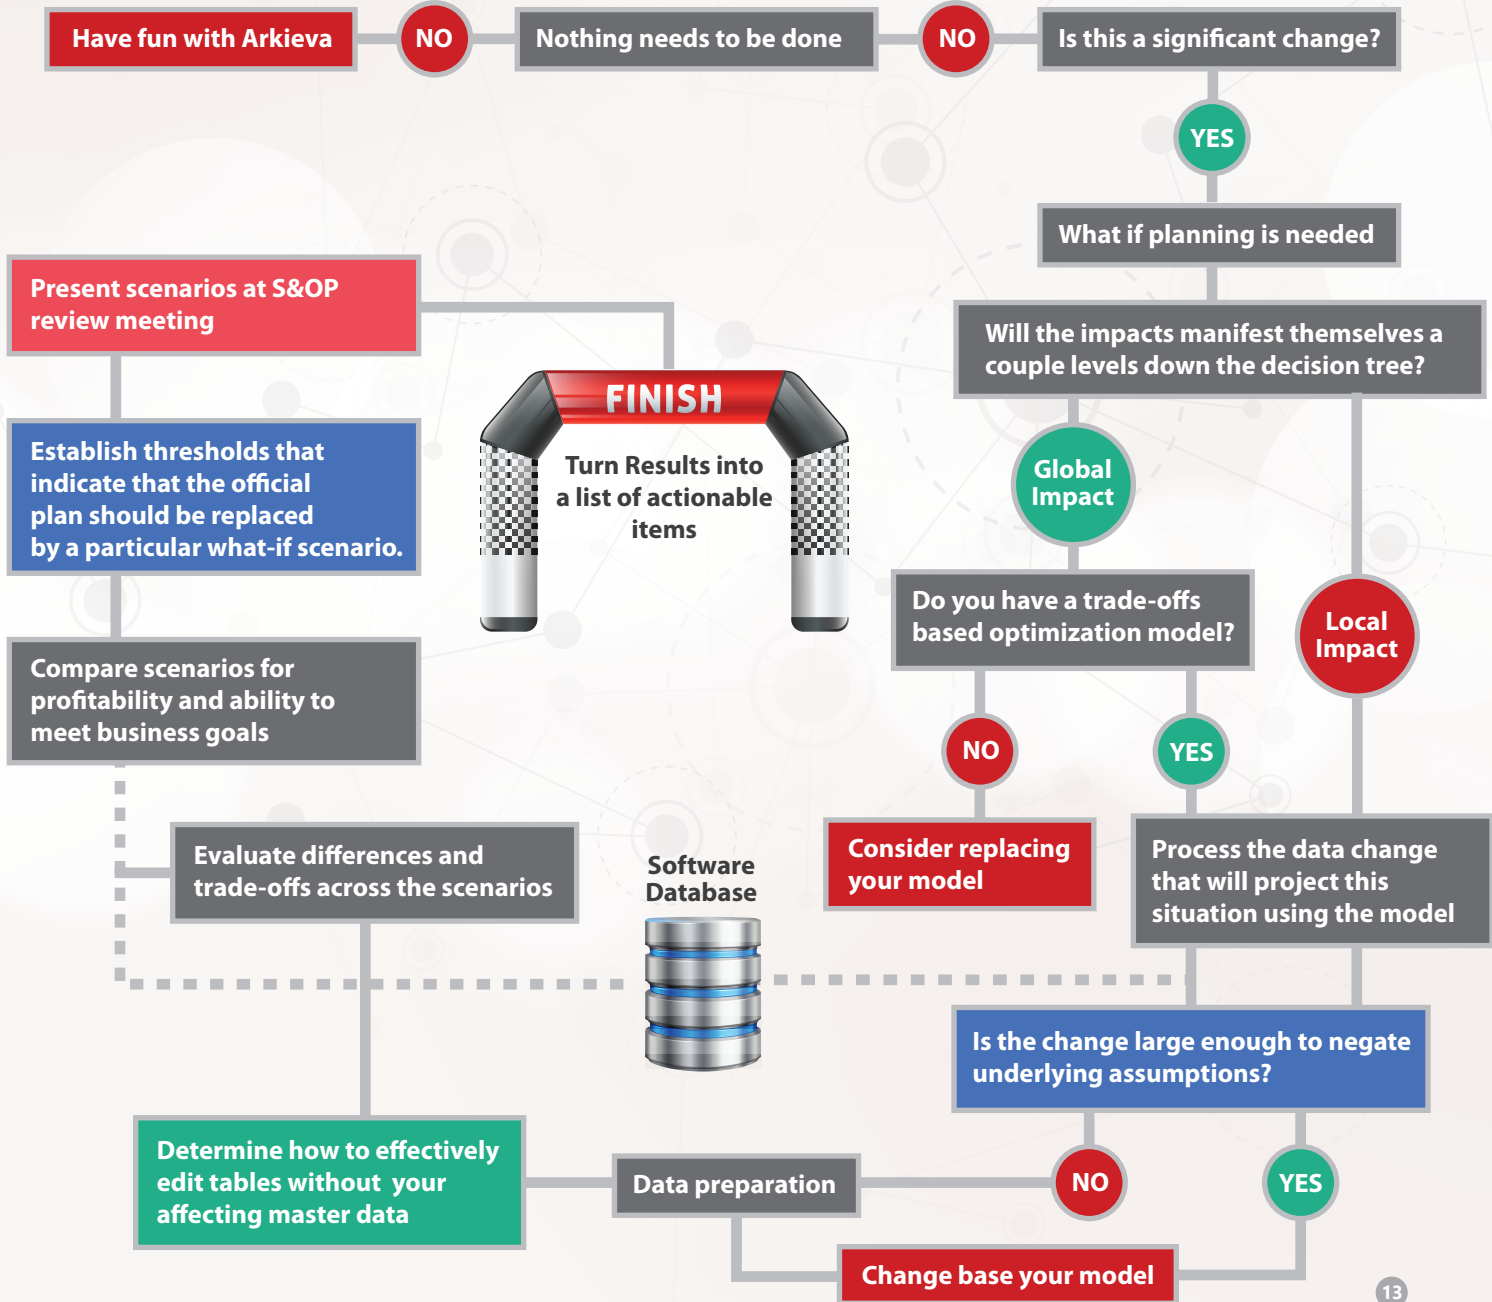 Have fun with Arkieva
NO
Nothing needs to be done
NO
Is this a significant change?
YES
What if planning is needed
Will the impacts manifest themselves a
couple levels down the decision tree?
Global
Impact
Local
Impact
Do you have a trade-offs
based optimization model?
NO
YES
Consider replacing
your model
Process the data change
that will project this
situation using the model
Is the change large enough to negate
underlying assumptions?
NO
YES
Change base your model
Data preparation
Determine how to effectively
edit tables without your
affecting master data
Software
Database
Evaluate differences and
trade-offs across the scenarios
Compare scenarios for
profitability and ability to
meet business goals
Establish thresholds that
indicate that the official
plan should be replaced
by a particular what-if scenario.
Present scenarios at S&OP
review meeting
FINISH
Turn Results into
a list of actionable
items
13